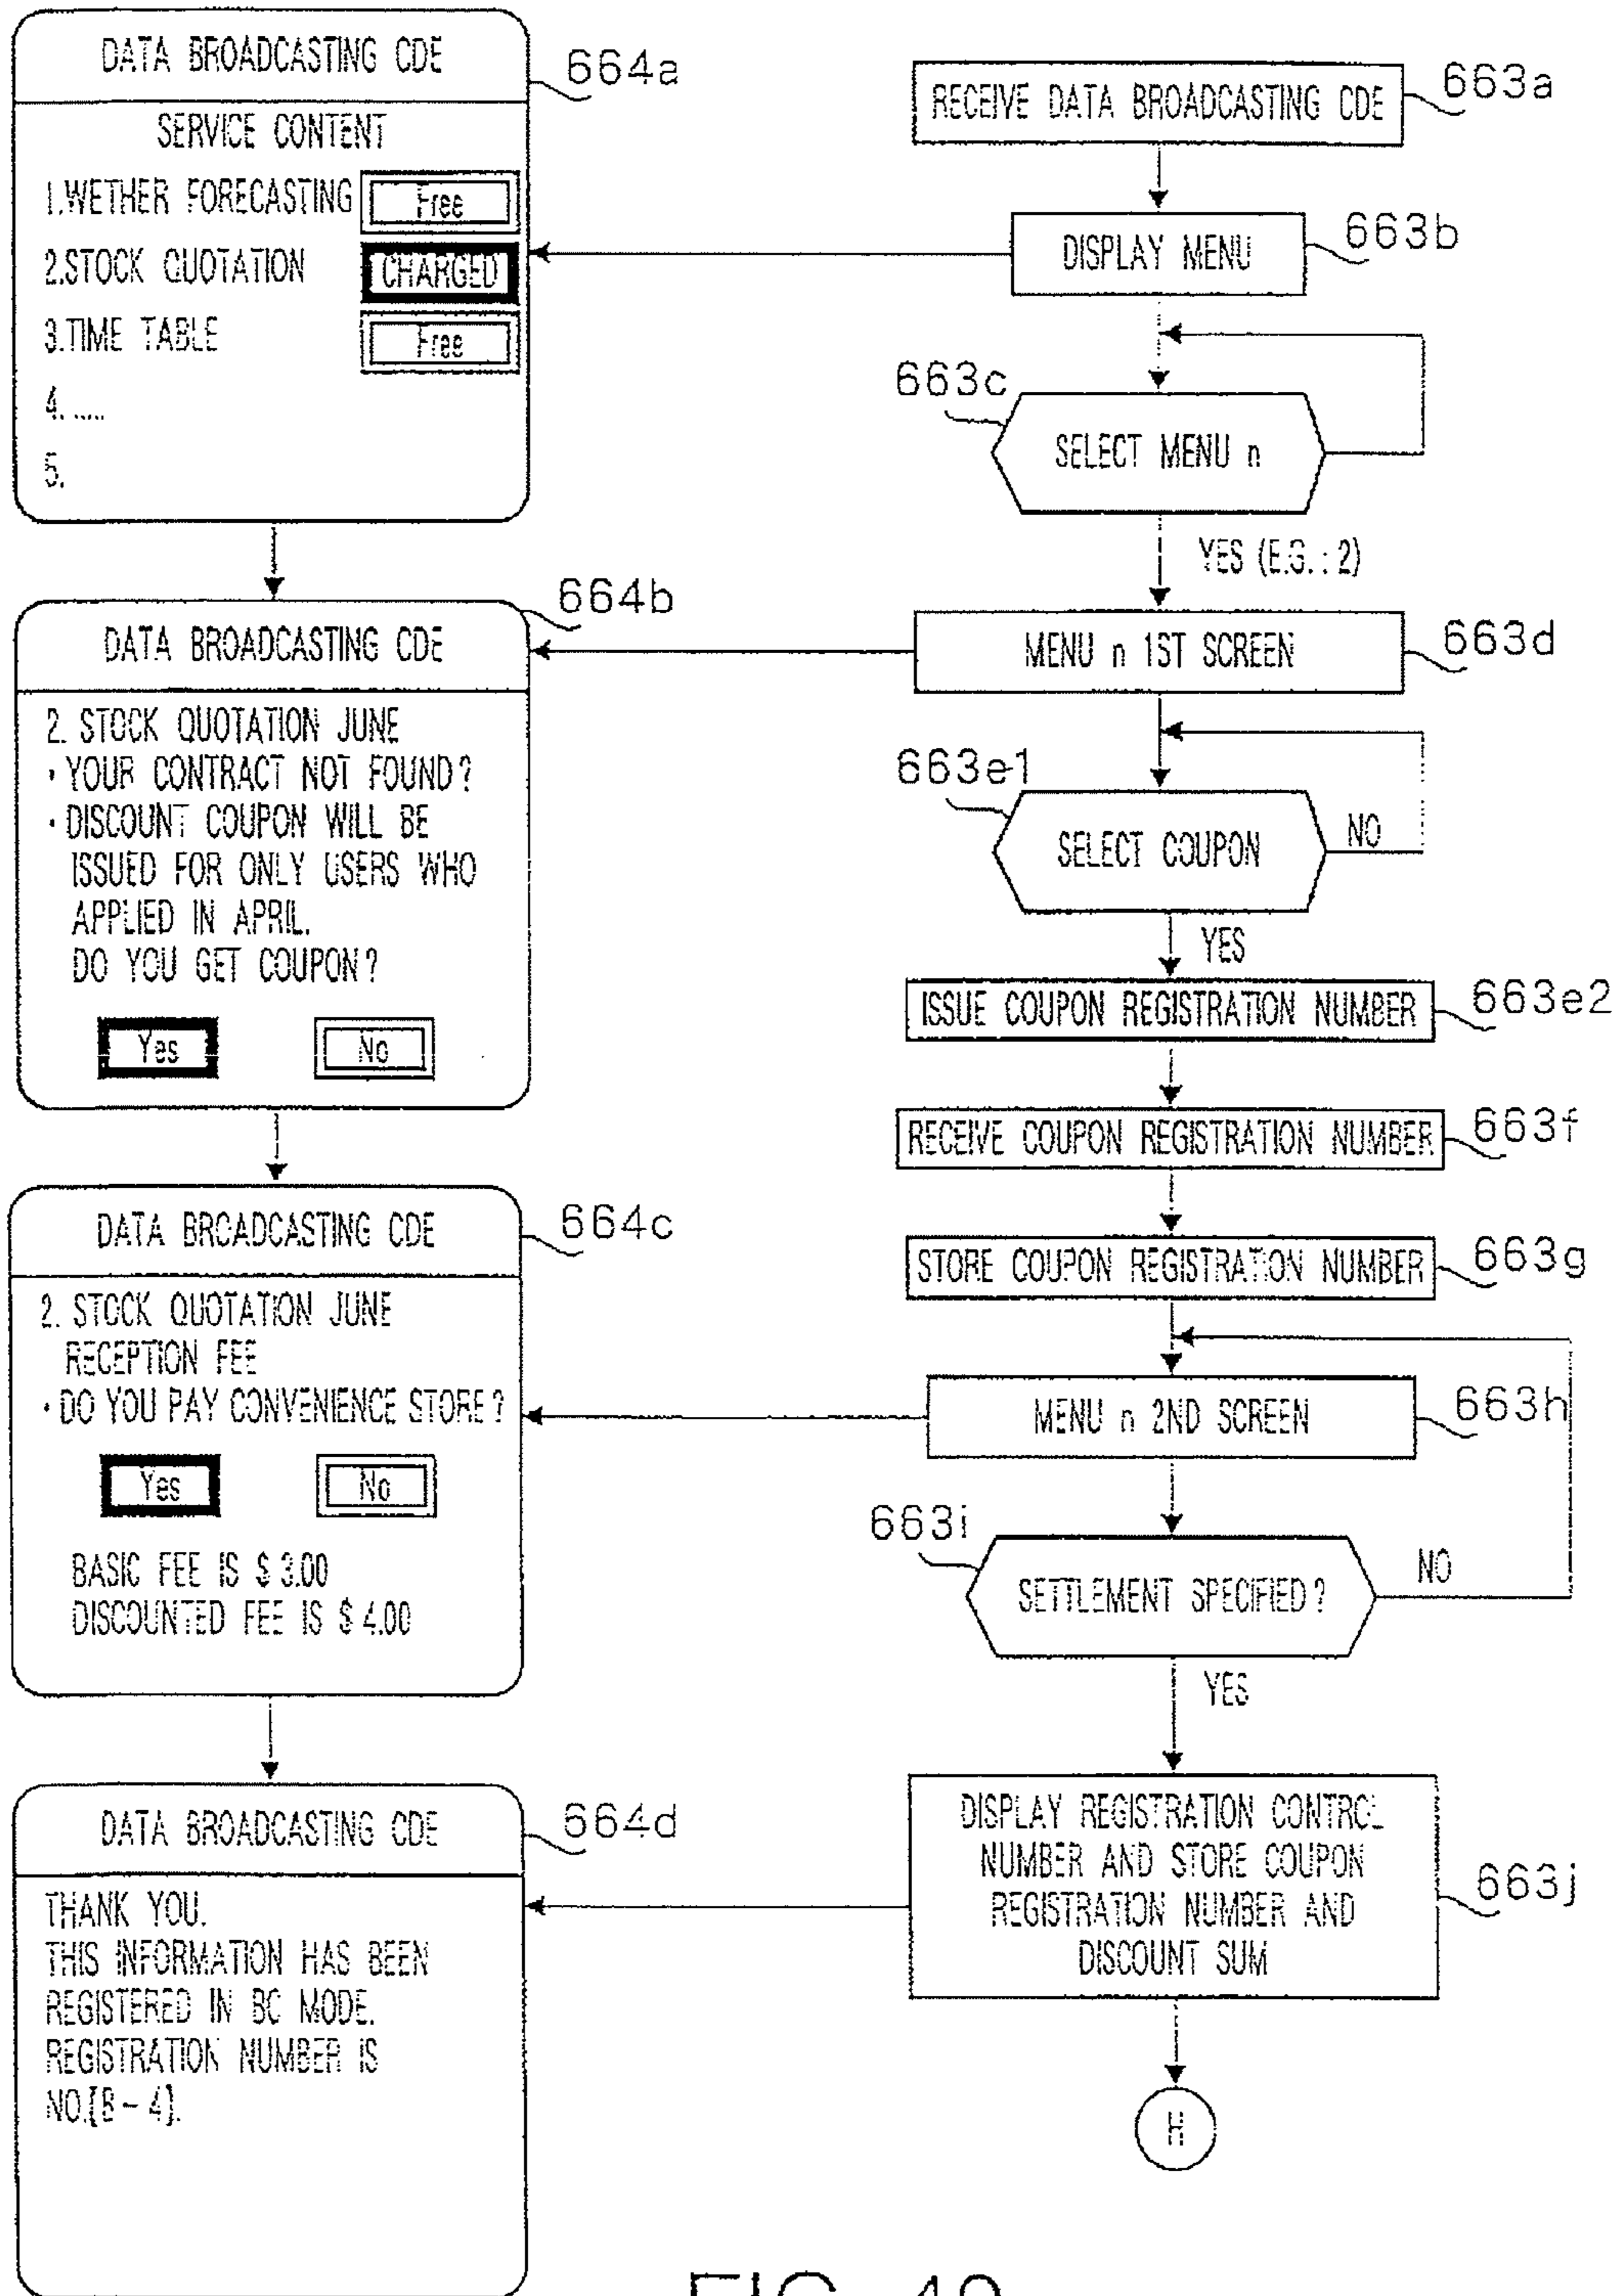 DATA BROADCASTING CDE
664a
SERVICE CONTENT
1.WETHER FORECASTING Free
2.STOCK QUOTATION CHARGED
3.TIME TABLE Free
4. .....
5.
664b
DATA BROADCASTING CDE
2. STOCK QUOTATION JUNE
· YOUR CONTRACT NOT FOUND?
· DISCOUNT COUPON WILL BE
ISSUED FOR ONLY USERS WHO
APPLIED IN APRIL.
DO YOU GET COUPON?
Yes No
DATA BROADCASTING CDE
664c
2. STOCK QUOTATION JUNE
RECEPTION FEE
· DO YOU PAY CONVENIENCE STORE?
Yes No
BASIC FEE IS $ 3.00
DISCOUNTED FEE IS $ 4.00
DATA BROADCASTING CDE
664d
THANK YOU.
THIS INFORMATION HAS BEEN
REGISTERED IN BC MODE.
REGISTRATION NUMBER IS
NO.[B-4].
RECEIVE DATA BROADCASTING CDE
663a
DISPLAY MENU
663b
663c
SELECT MENU n
YES (E.G. : 2)
MENU n 1ST SCREEN
663d
663e1
SELECT COUPON
NO
YES
ISSUE COUPON REGISTRATION NUMBER
663e2
RECEIVE COUPON REGISTRATION NUMBER
663f
STORE COUPON REGISTRATION NUMBER
663g
MENU n 2ND SCREEN
663h
663i
SETTLEMENT SPECIFIED?
NO
YES
DISPLAY REGISTRATION CONTROL
NUMBER AND STORE COUPON
REGISTRATION NUMBER AND
DISCOUNT SUM
663j
H